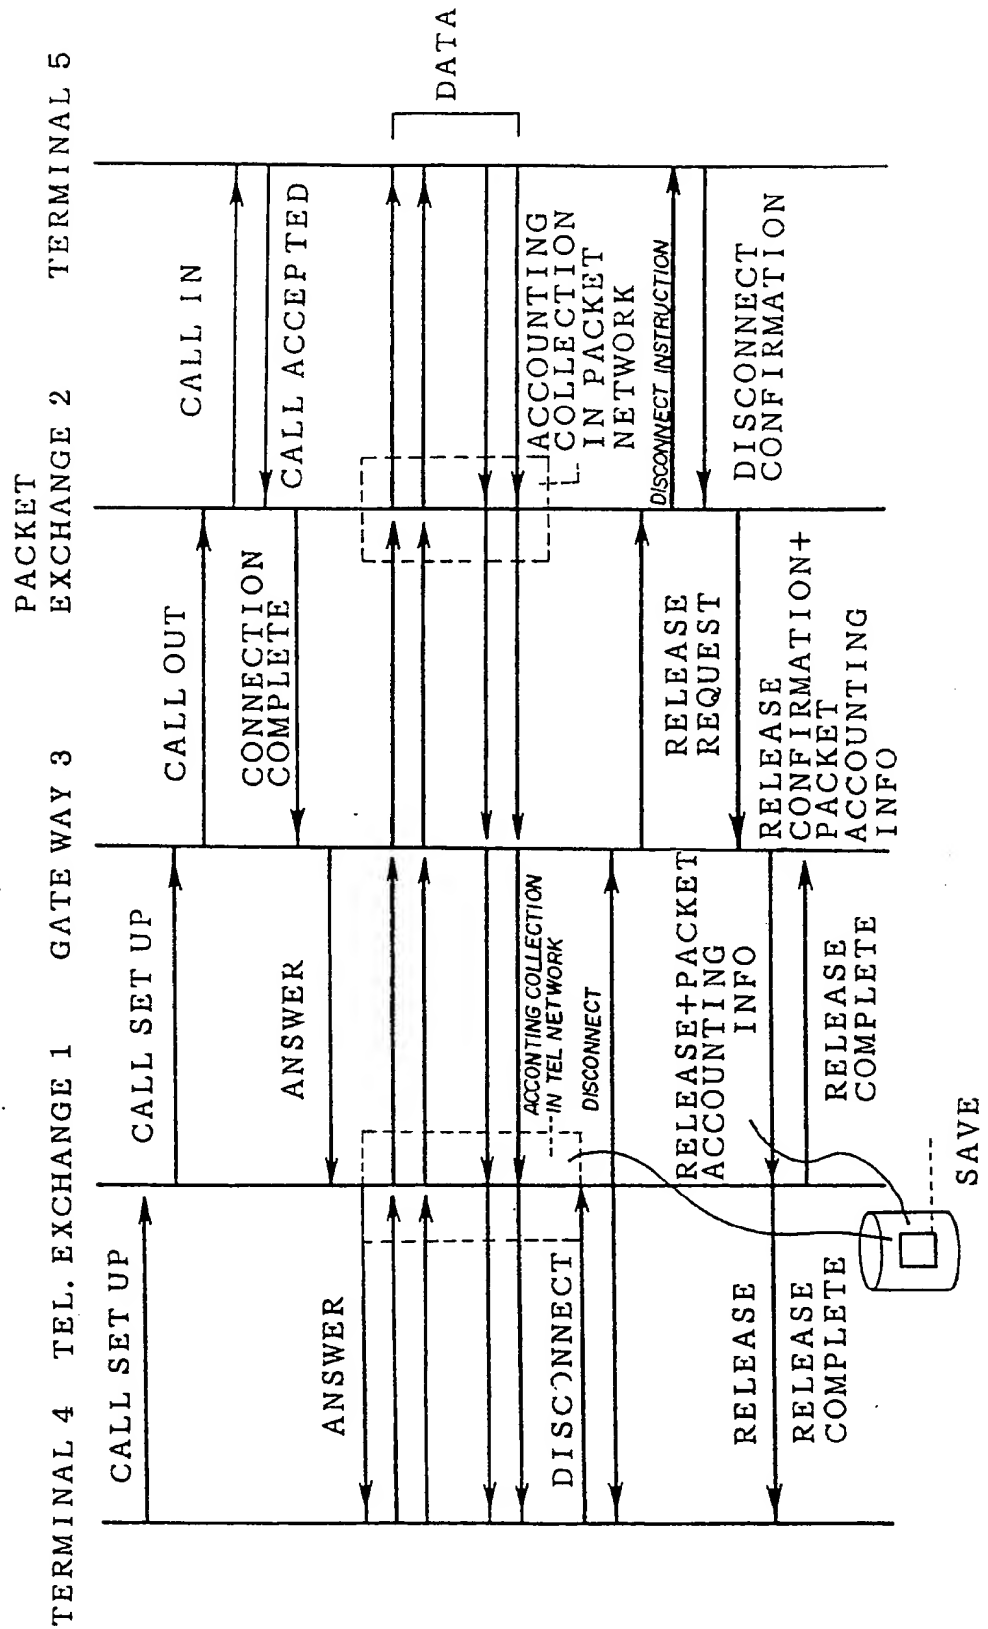 PACKET
TERMINAL 4 TEL. EXCHANGE 1 GATE WAY 3 EXCHANGE 2 TERMINAL 5
CALL SET UP
CALL SET UP
CALL OUT
CALL IN
CALL ACCEPTED
CONNECTION
COMPLETE
ANSWER
ANSWER
DATA
ACCOUNTING
COLLECTION
IN PACKET
NETWORK
ACCONTING COLLECTION
IN TEL NETWORK
DISCONNECT
DISCONNECT
RELEASE
REQUEST
DISCONNECT INSTRUCTION
DISCONNECT
CONFIRMATION
RELEASE
CONFIRMATION+
PACKET
ACCOUNTING
INFO
RELEASE+PACKET
ACCOUNTING
INFO
RELEASE
RELEASE
COMPLETE
RELEASE
COMPLETE
SAVE